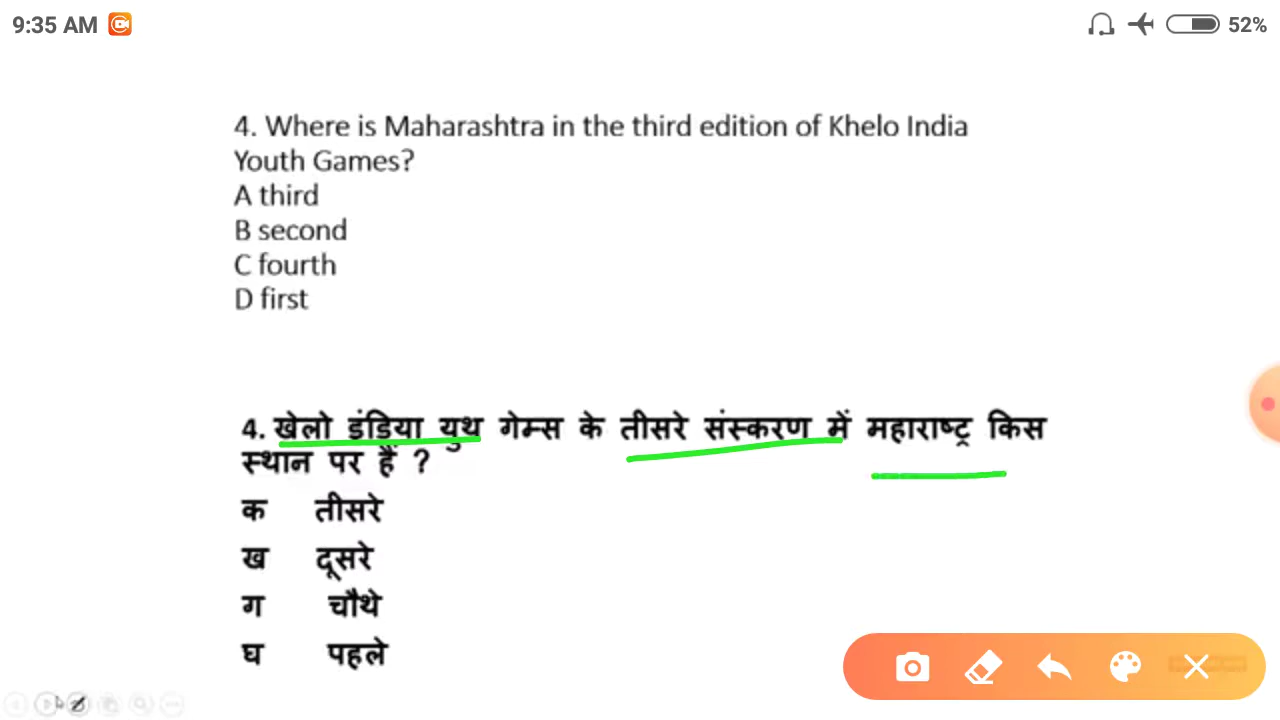 9:35 AM 52%
4. Where is Maharashtra in the third edition of Khelo India
Youth Games?
A third
B second
C fourth
D first
4. खेलो इंडिया युथ गेम्स के तीसरे संस्करण में महाराष्ट्र किस
स्थान पर हैं ?
क तीसरे
ख दूसरे
ग चौथे
घ पहले